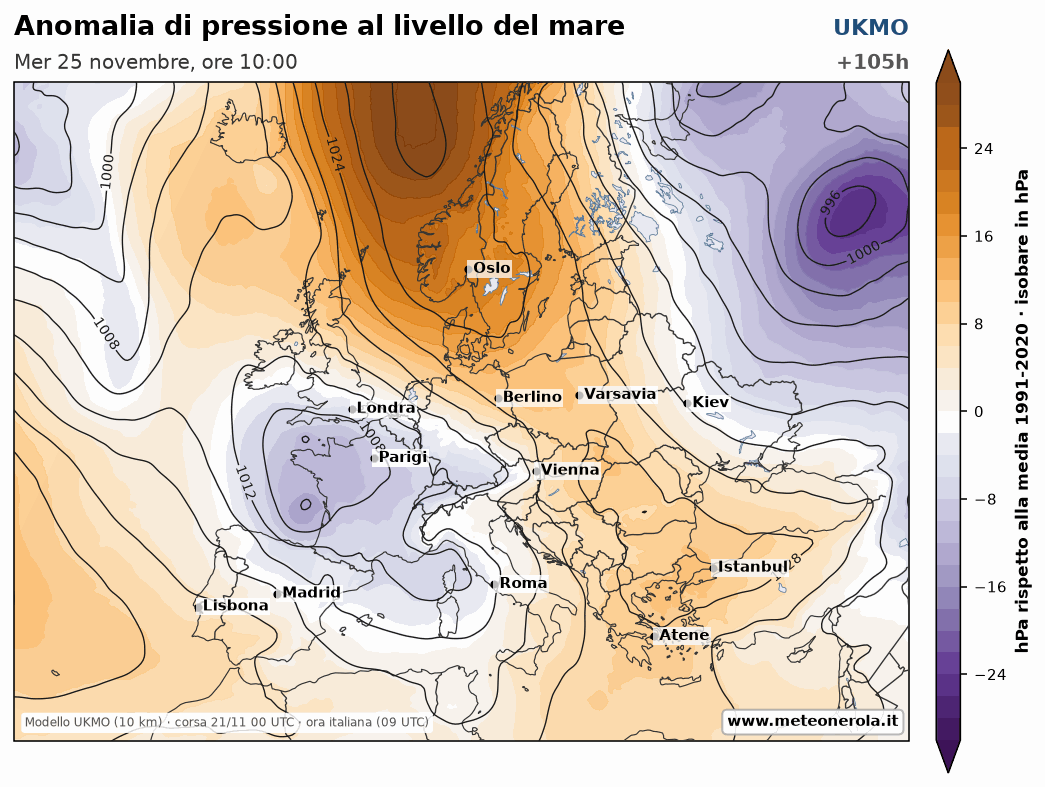 Anomalia di pressione al livello del mare
UKMO
Mer 25 novembre, ore 10:00
+105h
1024
1000
996
1000
1008
Oslo
Berlino
Varsavia
Kiev
Londra
Parigi
Vienna
1012
Istanbul
Madrid
Roma
Lisbona
Atene
Modello UKMO (10 km) · corsa 21/11 00 UTC · ora italiana (09 UTC)
www.meteonerola.it
24
16
8
0
−8
−16
−24
hPa rispetto alla media 1991-2020 · isobare in hPa